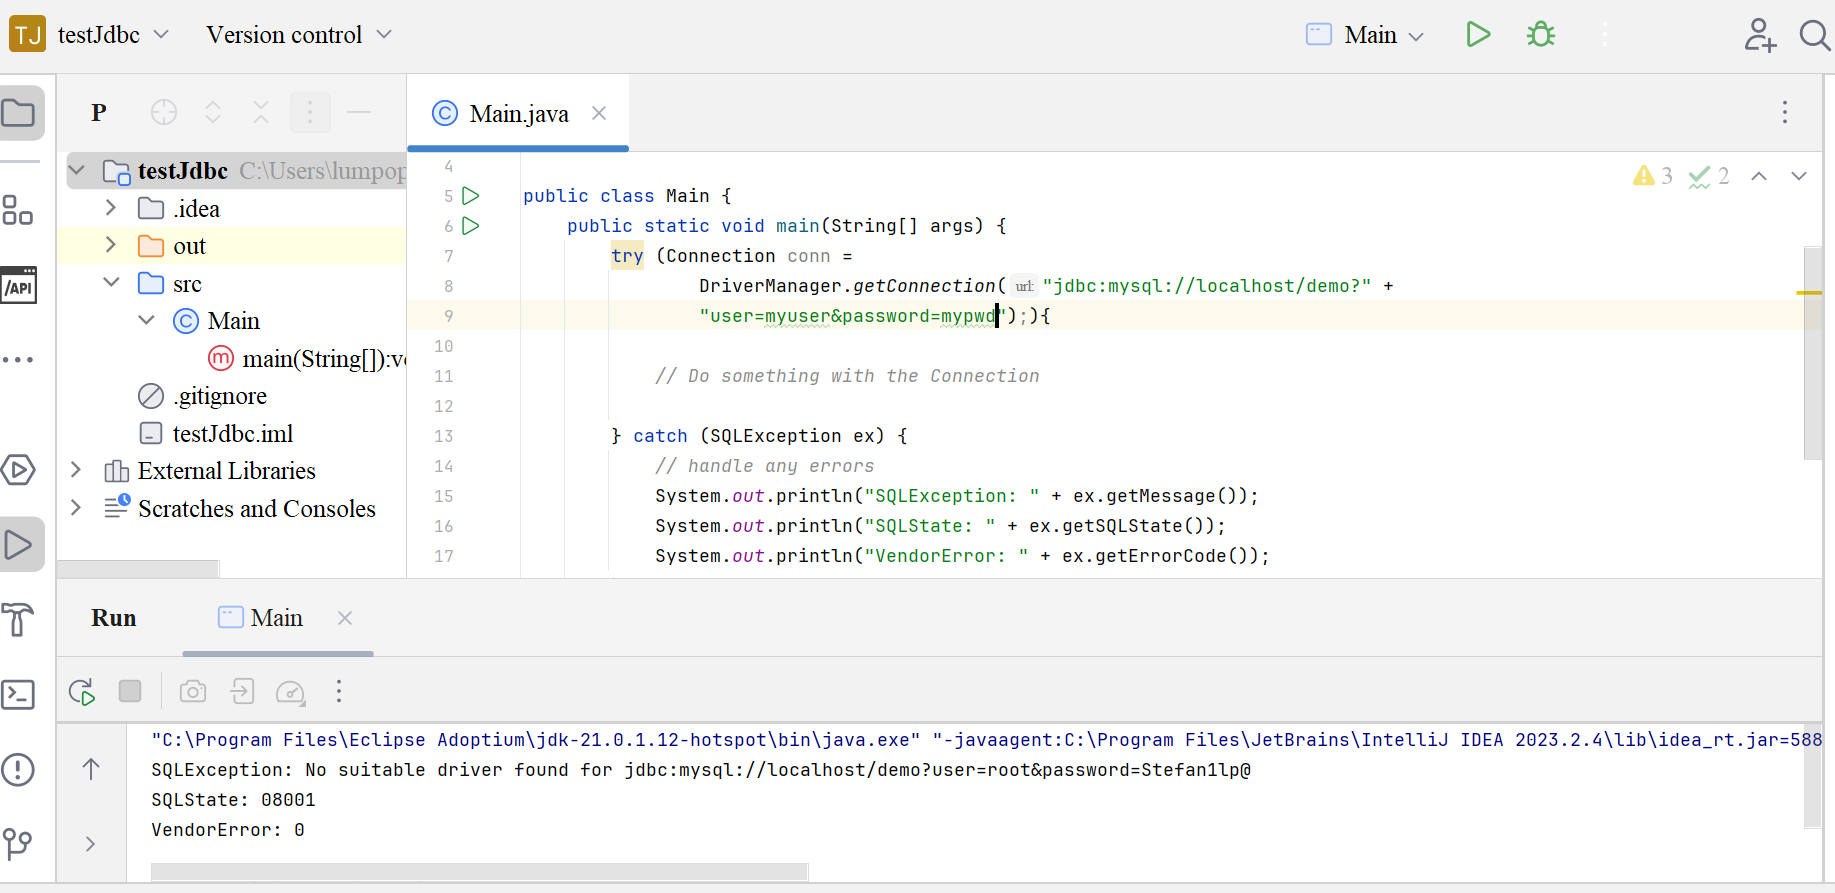 TJ testJdbc Version control Main
P Main.java
testJdbc C:\Users\lumpop
.idea
out
src
Main
main(String[]):v
.gitignore
testJdbc.iml
External Libraries
Scratches and Consoles
/API
3 2
4
5 public class Main {
6 public static void main(String[] args) {
7 try (Connection conn =
8 DriverManager.getConnection( url: "jdbc:mysql://localhost/demo?" +
9 "user=myuser&password=mypwd");){
10
11 // Do something with the Connection
12
13 } catch (SQLException ex) {
14 // handle any errors
15 System.out.println("SQLException: " + ex.getMessage());
16 System.out.println("SQLState: " + ex.getSQLState());
17 System.out.println("VendorError: " + ex.getErrorCode());
Run Main
"C:\Program Files\Eclipse Adoptium\jdk-21.0.1.12-hotspot\bin\java.exe" "-javaagent:C:\Program Files\JetBrains\IntelliJ IDEA 2023.2.4\lib\idea_rt.jar=588
SQLException: No suitable driver found for jdbc:mysql://localhost/demo?user=root&password=Stefan1lp@
SQLState: 08001
VendorError: 0